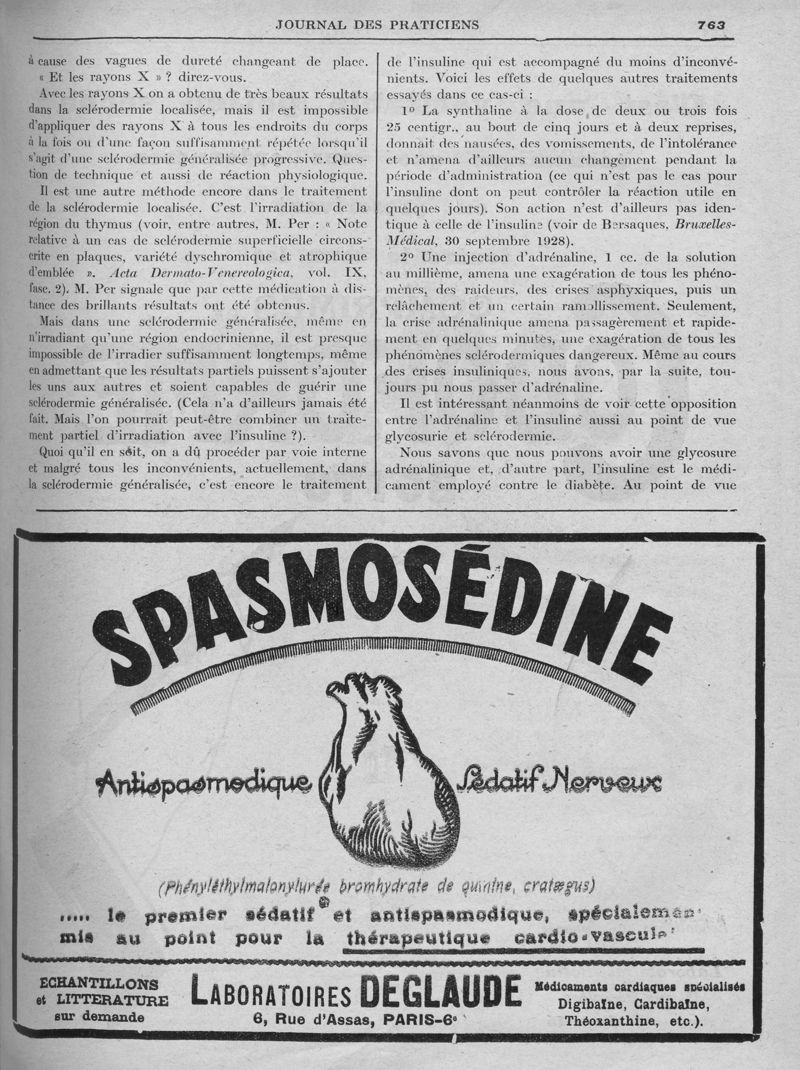 JOURNAL DES PRATICIENS 763
à cause des vagues de dureté changeant de place.
« Et les rayons X » ? direz-vous.
Avec les rayons X on a obtenu de très beaux résultats
dans la sclérodermie localisée, mais il est impossible
d'appliquer des rayons X à tous les endroits du corps
à la fois ou d'une façon suffisamment répétée lorsqu'il
s'agit d'une sclérodermie généralisée progressive. Ques-
tion de technique et aussi de réaction physiologique.
Il est une autre méthode encore dans le traitement
de la sclérodermie localisée. C'est l'irradiation de la
région du thymus (voir, entre autres, M. Per : « Note
relative à un cas de sclérodermie superficielle circons-
crite en plaques, variété dyschromique et atrophique
d'emblée ». Acta Dermato-Venereologica, vol. IX,
fasc. 2). M. Per signale que par cette médication à dis-
tance des brillants résultats ont été obtenus.
Mais dans une sclérodermie généralisée, même en
n'irradiant qu'une région endocrinienne, il est presque
impossible de l'irradier suffisamment longtemps, même
en admettant que les résultats partiels puissent s'ajouter
les uns aux autres et soient capables de guérir une
sclérodermie généralisée. (Cela n'a d'ailleurs jamais été
fait. Mais l'on pourrait peut-être combiner un traite-
ment partiel d'irradiation avec l'insuline ?).
Quoi qu'il en soit, on a dû procéder par voie interne
et malgré tous les inconvénients, actuellement, dans
la sclérodermie généralisée, c'est encore le traitement
de l'insuline qui est accompagné du moins d'inconvé-
nients. Voici les effets de quelques autres traitements
essayés dans ce cas-ci :
1º La synthaline à la dose de deux ou trois fois
25 centigr., au bout de cinq jours et à deux reprises,
donnait des nausées, des vomissements, de l'intolérance
et n'amena d'ailleurs aucun changement pendant la
période d'administration (ce qui n'est pas le cas pour
l'insuline dont on peut contrôler la réaction utile en
quelques jours). Son action n'est d'ailleurs pas iden-
tique à celle de l'insuline (voir de Bersaques, Bruxelles-
Médical, 30 septembre 1928).
2º Une injection d'adrénaline, 1 cc. de la solution
au millième, amena une exagération de tous les phéno-
mènes, des raideurs, des crises asphyxiques, puis un
relâchement et un certain ramollissement. Seulement,
la crise adrénalinique amena passagèrement et rapide-
ment en quelques minutes, une exagération de tous les
phénomènes sclérodermiques dangereux. Même au cours
des crises insuliniques, nous avons, par la suite, tou-
jours pu nous passer d'adrénaline.
Il est intéressant néanmoins de voir cette opposition
entre l'adrénaline et l'insuline aussi au point de vue
glycosurie et sclérodermie.
Nous savons que nous pouvons avoir une glycosure
adrénalinique et, d'autre part, l'insuline est le médi-
cament employé contre le diabète. Au point de vue
SPASMOSÉDINE
Antispasmodique Sédatif Nerveux
(Phényléthylmalonylurée bromhydrate de quinine, cratægus)
..... le premier sédatif et antispasmodique, spécialemen
mis au point pour la thérapeutique cardio-vascul
ECHANTILLONS
et LITTERATURE
sur demande
LABORATOIRES DEGLAUDE
6, Rue d'Assas, PARIS-6e
Médicaments cardiaques spécialisés
Digibaïne, Cardibaïne,
Théoxanthine, etc.).